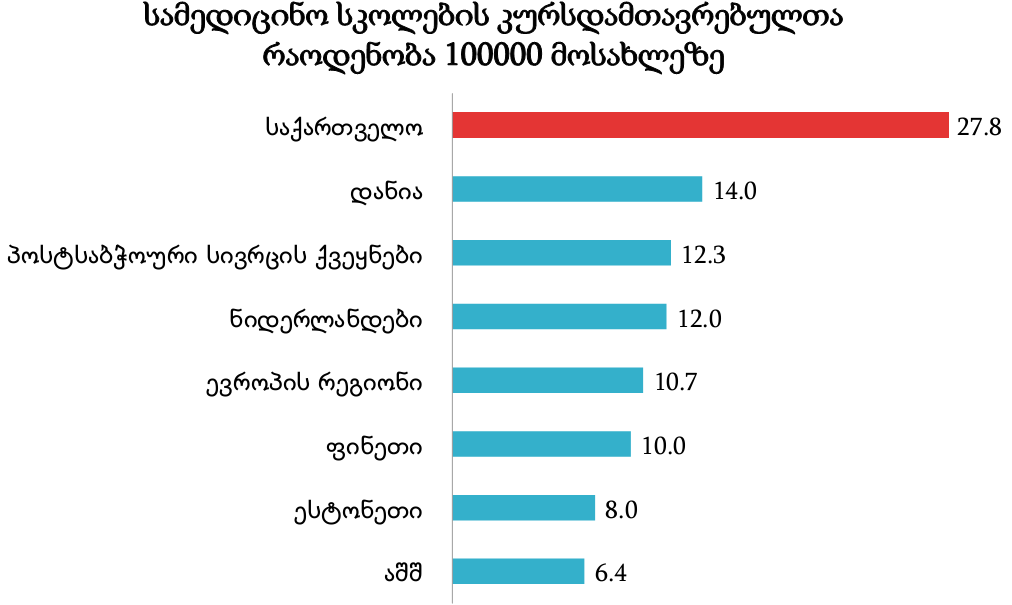 სამედიცინო სკოლების კურსდამთავრებულთა
რაოდენობა 100000 მოსახლეზე
საქართველო 27.8
დანია 14.0
პოსტსაბჭოური სივრცის ქვეყნები 12.3
ნიდერლანდები 12.0
ევროპის რეგიონი 10.7
ფინეთი 10.0
ესტონეთი 8.0
აშშ 6.4